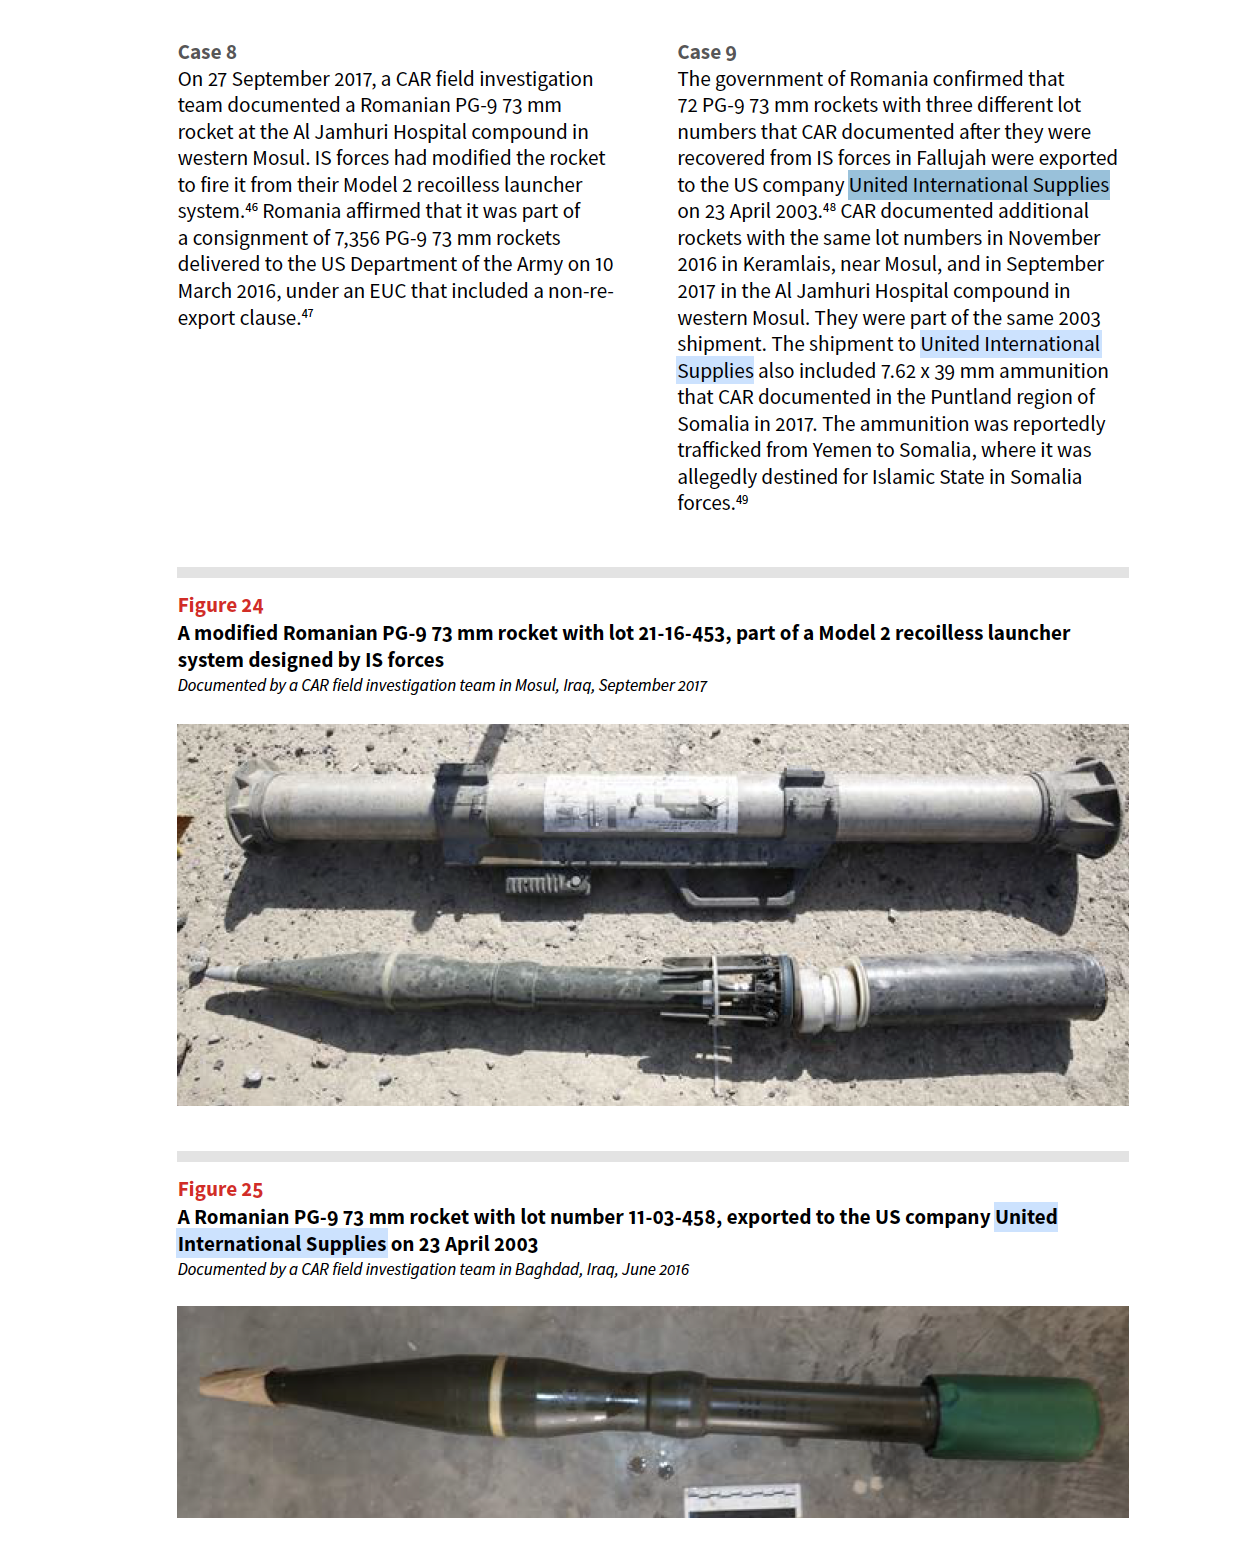 Case 8
On 27 September 2017, a CAR field investigation
team documented a Romanian PG-9 73 mm
rocket at the Al Jamhuri Hospital compound in
western Mosul. IS forces had modified the rocket
to fire it from their Model 2 recoilless launcher
system.46 Romania affirmed that it was part of
a consignment of 7,356 PG-9 73 mm rockets
delivered to the US Department of the Army on 10
March 2016, under an EUC that included a non-re-
export clause.47
Case 9
The government of Romania confirmed that
72 PG-9 73 mm rockets with three different lot
numbers that CAR documented after they were
recovered from IS forces in Fallujah were exported
to the US company United International Supplies
on 23 April 2003.48 CAR documented additional
rockets with the same lot numbers in November
2016 in Keramlais, near Mosul, and in September
2017 in the Al Jamhuri Hospital compound in
western Mosul. They were part of the same 2003
shipment. The shipment to United International
Supplies also included 7.62 x 39 mm ammunition
that CAR documented in the Puntland region of
Somalia in 2017. The ammunition was reportedly
trafficked from Yemen to Somalia, where it was
allegedly destined for Islamic State in Somalia
forces.49
Figure 24
A modified Romanian PG-9 73 mm rocket with lot 21-16-453, part of a Model 2 recoilless launcher
system designed by IS forces
Documented by a CAR field investigation team in Mosul, Iraq, September 2017
Figure 25
A Romanian PG-9 73 mm rocket with lot number 11-03-458, exported to the US company United
International Supplies on 23 April 2003
Documented by a CAR field investigation team in Baghdad, Iraq, June 2016